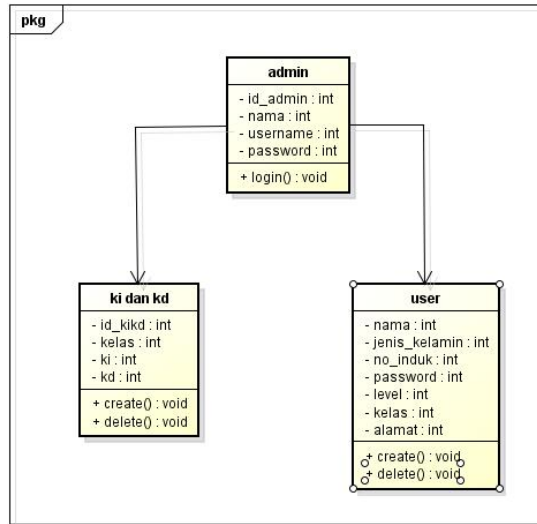 pkg
admin
- id_admin : int
- nama : int
- username : int
- password : int
+ login() : void
ki dan kd
- id_kikd : int
- kelas : int
- ki : int
- kd : int
+ create() : void
+ delete() : void
user
- nama : int
- jenis_kelamin : int
- no_induk : int
- password : int
- level : int
- kelas : int
- alamat : int
+ create() : void
+ delete() : void